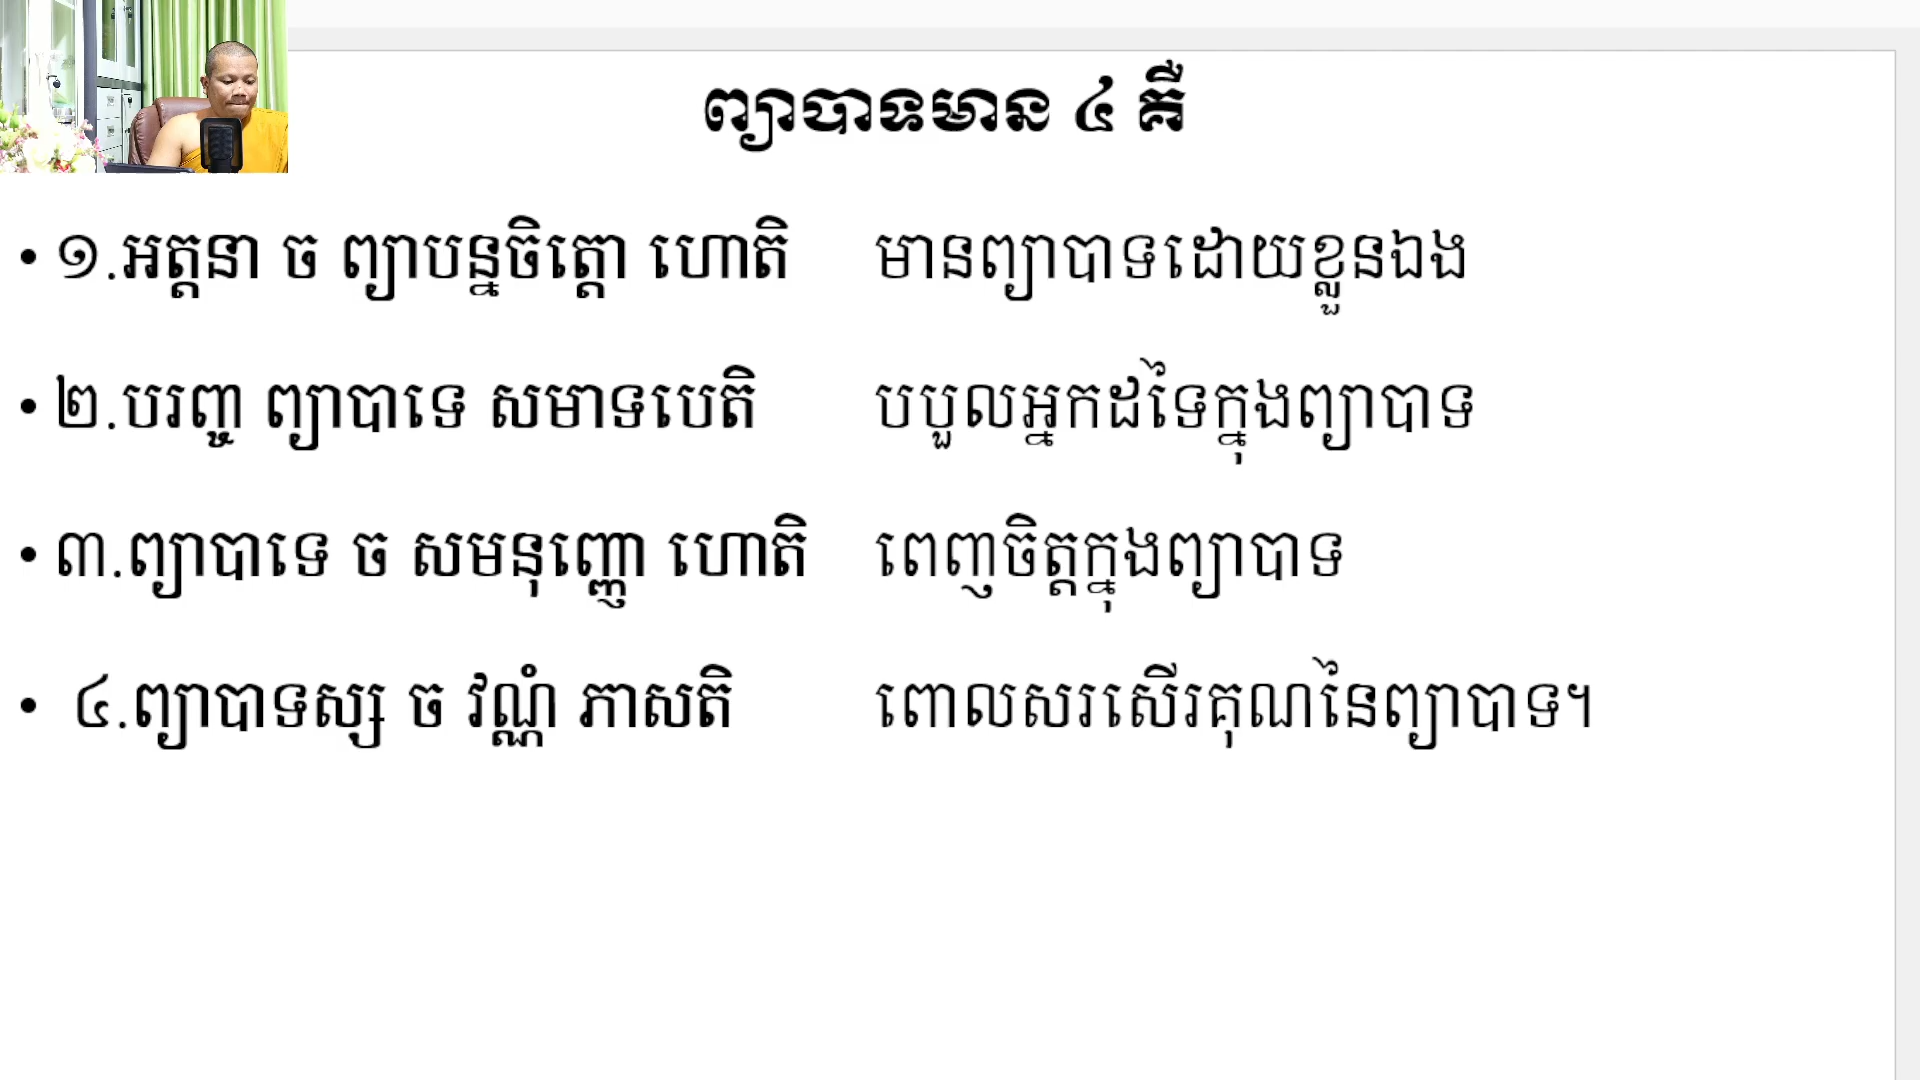 ព្យាបាទមាន ៤ គឺ
• ១.អត្តនា ច ព្យាបន្នចិត្តោ ហោតិ មានព្យាបាទដោយខ្លួនឯង
• ២.បរញ្ច ព្យាបាទេ សមាទបេតិ បបួលអ្នកដទៃក្នុងព្យាបាទ
• ៣.ព្យាបាទេ ច សមនុញ្ញោ ហោតិ ពេញចិត្តក្នុងព្យាបាទ
• ៤.ព្យាបាទស្ស ច វណ្ណំ ភាសតិ ពោលសរសើរគុណនៃព្យាបាទ។